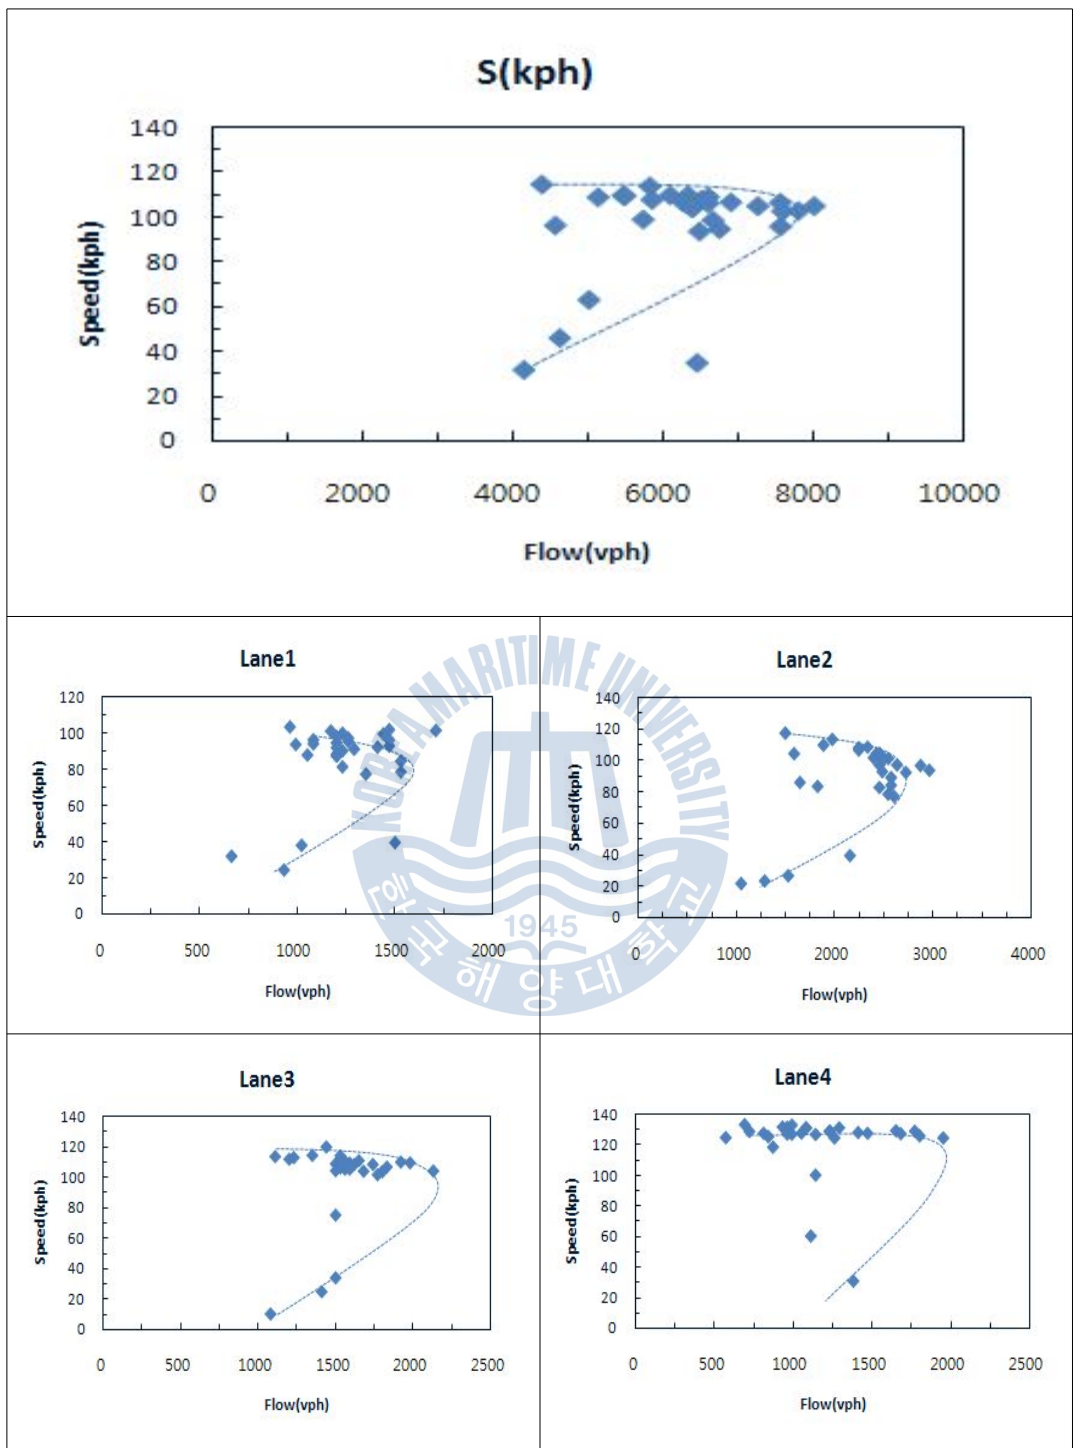 S(kph)
140
120
100
80
60
40
20
0
Speed(kph)
0 2000 4000 6000 8000 10000
Flow(vph)
Lane1
120
100
80
60
40
20
0
Speed(kph)
0 500 1000 1500 2000
Flow(vph)
Lane2
140
120
100
80
60
40
20
0
Speed(kph)
0 1000 2000 3000 4000
Flow(vph)
KOREA MARITIME UNIVERSITY
1945
한국해양대학교
Lane3
140
120
100
80
60
40
20
0
Speed(kph)
0 500 1000 1500 2000 2500
Flow(vph)
Lane4
140
120
100
80
60
40
20
0
Speed(kph)
0 500 1000 1500 2000 2500
Flow(vph)